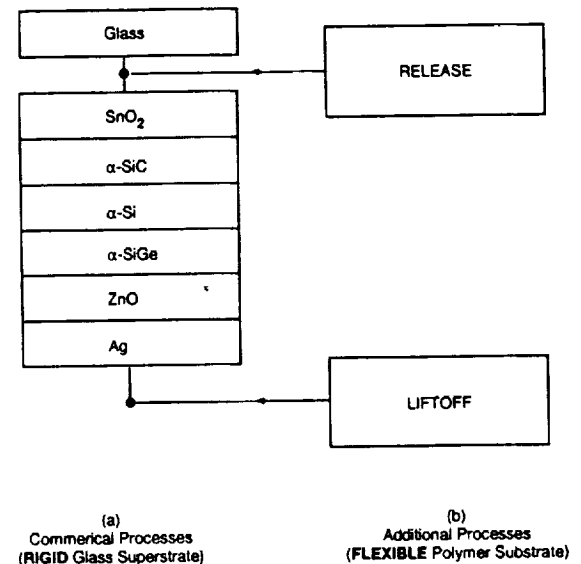 Glass
RELEASE
SnO2
α-SiC
α-Si
α-SiGe
ZnO
Ag
LIFTOFF
(a)
Commerical Processes
(RIGID Glass Superstrate)
(b)
Additional Processes
(FLEXIBLE Polymer Substrate)